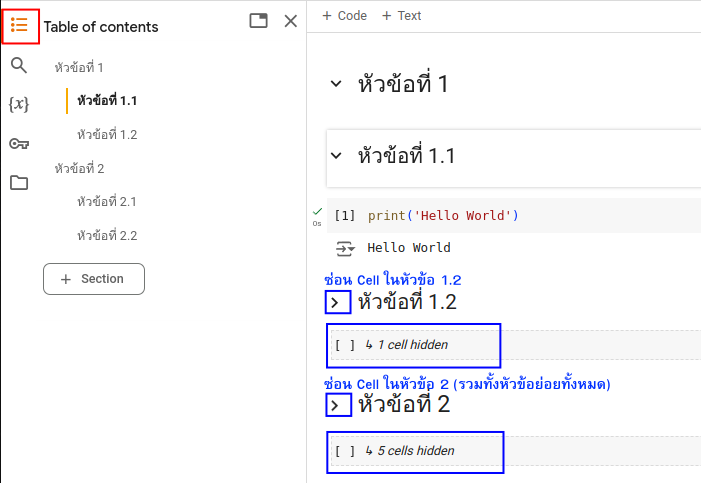 Table of contents
หัวข้อที่ 1
หัวข้อที่ 1.1
หัวข้อที่ 1.2
หัวข้อที่ 2
หัวข้อที่ 2.1
หัวข้อที่ 2.2
+ Section
{x}
+ Code + Text
หัวข้อที่ 1
หัวข้อที่ 1.1
[1] print('Hello World')
0s
Hello World
ซ่อน Cell ในหัวข้อ 1.2
หัวข้อที่ 1.2
[ ] ↳ 1 cell hidden
ซ่อน Cell ในหัวข้อ 2 (รวมทั้งหัวข้อย่อยทั้งหมด)
หัวข้อที่ 2
[ ] ↳ 5 cells hidden